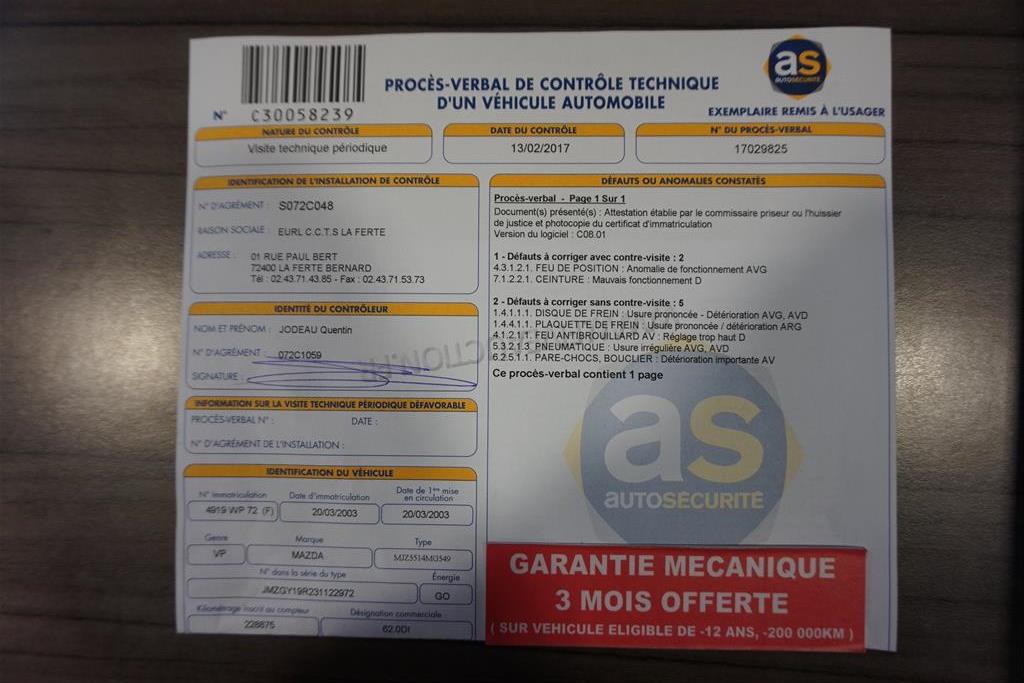 N° C30058239
PROCÈS-VERBAL DE CONTRÔLE TECHNIQUE
D'UN VÉHICULE AUTOMOBILE
as
AUTOSÉCURITÉ
EXEMPLAIRE REMIS À L'USAGER
NATURE DU CONTRÔLE
Visite technique périodique
DATE DU CONTRÔLE
13/02/2017
N° DU PROCÈS-VERBAL
17029825
IDENTIFICATION DE L'INSTALLATION DE CONTRÔLE
N° D'AGRÉMENT : S072C048
RAISON SOCIALE : EURL C.C.T.S LA FERTE
ADRESSE : 01 RUE PAUL BERT
72400 LA FERTE BERNARD
Tél : 02.43.71.43.85 - Fax : 02.43.71.53.73
IDENTITÉ DU CONTRÔLEUR
NOM ET PRÉNOM : JODEAU Quentin
N° D'AGRÉMENT : 072C1059
SIGNATURE :
INFORMATION SUR LA VISITE TECHNIQUE PÉRIODIQUE DÉFAVORABLE
PROCÈS-VERBAL N° : DATE :
N° D'AGRÉMENT DE L'INSTALLATION :
IDENTIFICATION DU VÉHICULE
N° immatriculation
4919 WP 72 (F)
Date d'immatriculation
20/03/2003
Date de 1ère mise
en circulation
20/03/2003
Genre
VP
Marque
MAZDA
Type
MJZ5514MG549
N° dans la série du type
JMZGY19R231122972
Énergie
GO
Kilométrage inscrit au compteur
228675
Désignation commerciale
62.0DI
DÉFAUTS OU ANOMALIES CONSTATÉS
Procès-verbal - Page 1 Sur 1
Document(s) présenté(s) : Attestation établie par le commissaire priseur ou l'huissier
de justice et photocopie du certificat d'immatriculation
Version du logiciel : C08.01
1 - Défauts à corriger avec contre-visite : 2
4.3.1.2.1. FEU DE POSITION : Anomalie de fonctionnement AVG
7.1.2.2.1. CEINTURE : Mauvais fonctionnement D
2 - Défauts à corriger sans contre-visite : 5
1.4.1.1.1. DISQUE DE FREIN : Usure prononcée - Détérioration AVG, AVD
1.4.4.1.1. PLAQUETTE DE FREIN : Usure prononcée / détérioration ARG
4.1.2.1.1. FEU ANTIBROUILLARD AV : Réglage trop haut D
5.3.2.1.3. PNEUMATIQUE : Usure irrégulière AVG, AVD
6.2.5.1.1. PARE-CHOCS, BOUCLIER : Détérioration importante AV
Ce procès-verbal contient 1 page
as
AUTOSÉCURITÉ
GARANTIE MECANIQUE
3 MOIS OFFERTE
( SUR VEHICULE ELIGIBLE DE -12 ANS, -200 000KM )